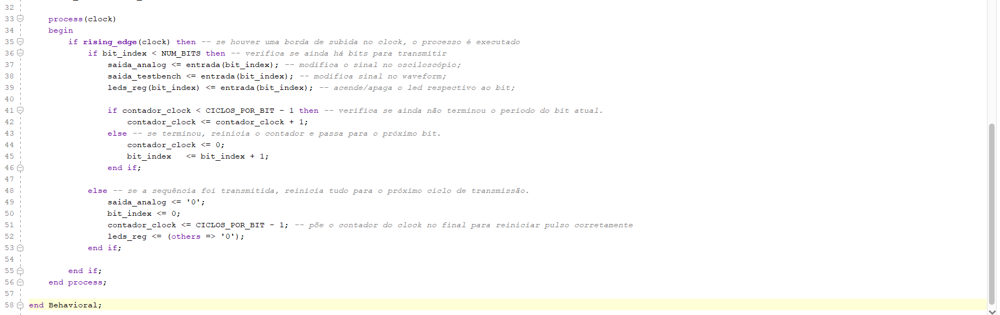 32
33 process(clock)
34 begin
35 if rising_edge(clock) then -- se houver uma borda de subida no clock, o processo é executado
36 if bit_index < NUM_BITS then -- verifica se ainda há bits para transmitir
37 saida_analog <= entrada(bit_index); -- modifica o sinal no osciloscópio;
38 saida_testbench <= entrada(bit_index); -- modifica sinal no waveform;
39 leds_reg(bit_index) <= entrada(bit_index); -- acende/apaga o led respectivo ao bit;
40
41 if contador_clock < CICLOS_POR_BIT - 1 then -- verifica se ainda não terminou o período do bit atual.
42 contador_clock <= contador_clock + 1;
43 else -- se terminou, reinicia o contador e passa para o próximo bit.
44 contador_clock <= 0;
45 bit_index   <= bit_index + 1;
46 end if;
47
48 else -- se a sequência foi transmitida, reinicia tudo para o próximo ciclo de transmissão.
49 saida_analog <= '0';
50 bit_index <= 0;
51 contador_clock <= CICLOS_POR_BIT - 1; -- põe o contador do clock no final para reiniciar pulso corretamente
52 leds_reg <= (others => '0');
53 end if;
54
55 end if;
56 end process;
57
58 end Behavioral;